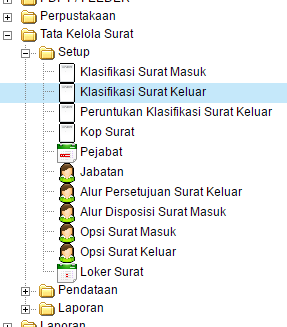 Perpustakaan
Tata Kelola Surat
Setup
Klasifikasi Surat Masuk
Klasifikasi Surat Keluar
Peruntukan Klasifikasi Surat Keluar
Kop Surat
Pejabat
Jabatan
Alur Persetujuan Surat Keluar
Alur Disposisi Surat Masuk
Opsi Surat Masuk
Opsi Surat Keluar
Loker Surat
Pendataan
Laporan
Laporan